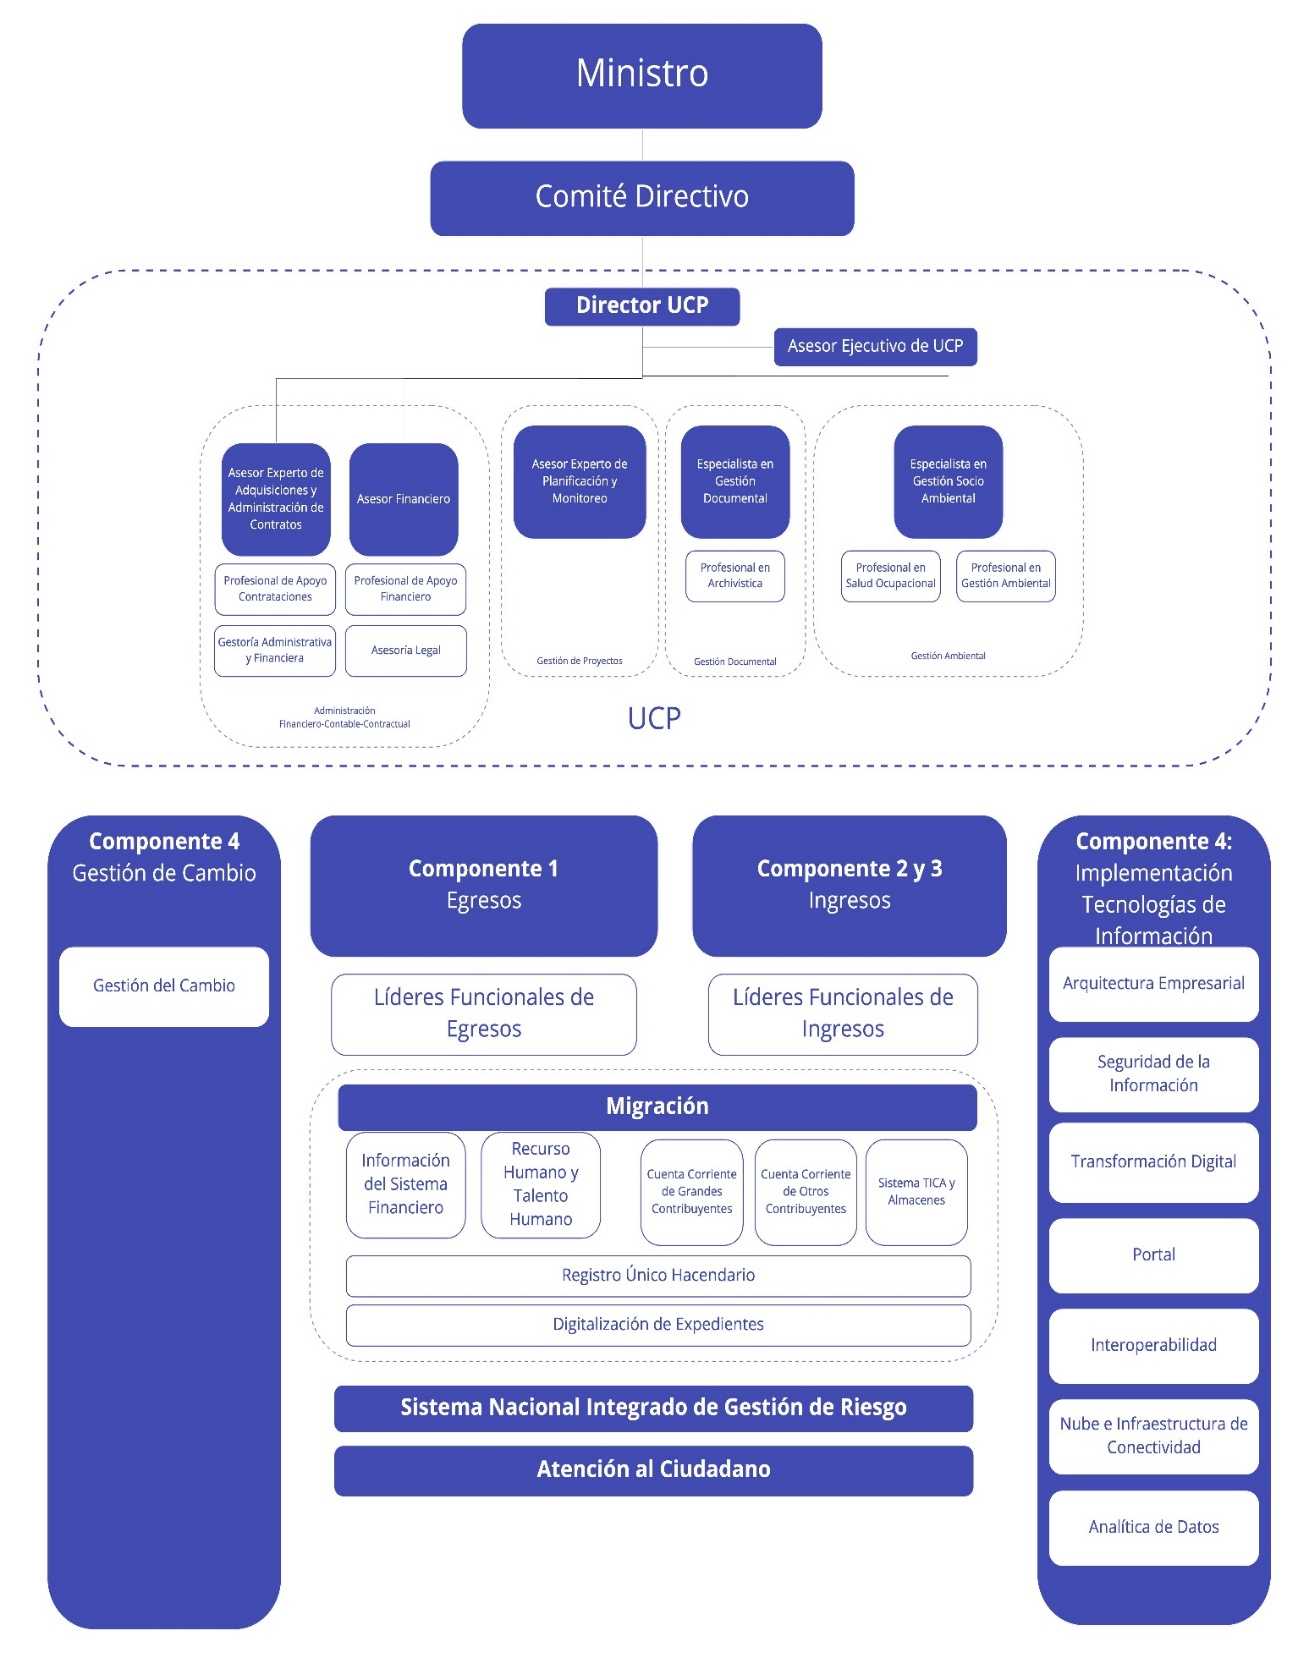 Ministro
Comité Directivo
Director UCP
Asesor Ejecutivo de UCP
Asesor Experto de
Adquisiciones y
Administración de
Contratos
Asesor Financiero
Profesional de Apoyo
Contrataciones
Profesional de Apoyo
Financiero
Gestoría Administrativa
y Financiera
Asesoría Legal
Administración
Financiero-Contable-Contractual
Asesor Experto de
Planificación y
Monitoreo
Gestión de Proyectos
Especialista en
Gestión
Documental
Profesional en
Archivistica
Gestión Documental
Especialista en
Gestión Socio
Ambiental
Profesional en
Salud Ocupacional
Profesional en
Gestión Ambiental
Gestión Ambiental
UCP
Componente 4
Gestión de Cambio
Gestión del Cambio
Componente 1
Egresos
Líderes Funcionales de
Egresos
Componente 2 y 3
Ingresos
Líderes Funcionales de
Ingresos
Migración
Información
del Sistema
Financiero
Recurso
Humano y
Talento
Humano
Cuenta Corriente
de Grandes
Contribuyentes
Cuenta Corriente
de Otros
Contribuyentes
Sistema TICA y
Almacenes
Registro Único Hacendario
Digitalización de Expedientes
Sistema Nacional Integrado de Gestión de Riesgo
Atención al Ciudadano
Componente 4:
Implementación
Tecnologías de
Información
Arquitectura Empresarial
Seguridad de la
Información
Transformación Digital
Portal
Interoperabilidad
Nube e Infraestructura de
Conectividad
Analítica de Datos